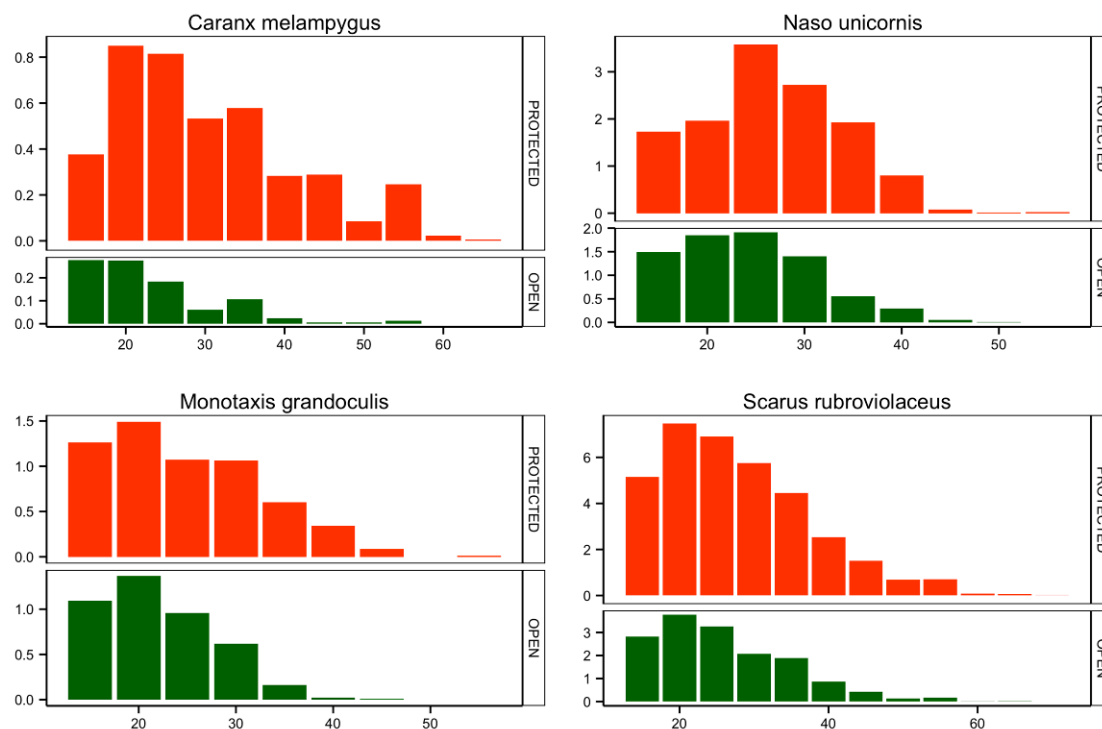 Caranx melampygus
0.8
0.6
0.4
0.2
0.0
PROTECTED
0.2
0.1
0.0
OPEN
20 30 40 50 60
Naso unicornis
3
2
1
0
PROTECTED
2.0
1.5
1.0
0.5
0.0
OPEN
20 30 40 50
Monotaxis grandoculis
1.5
1.0
0.5
0.0
PROTECTED
1.0
0.5
0.0
OPEN
20 30 40 50
Scarus rubroviolaceus
6
4
2
0
PROTECTED
3
2
1
0
OPEN
20 40 60